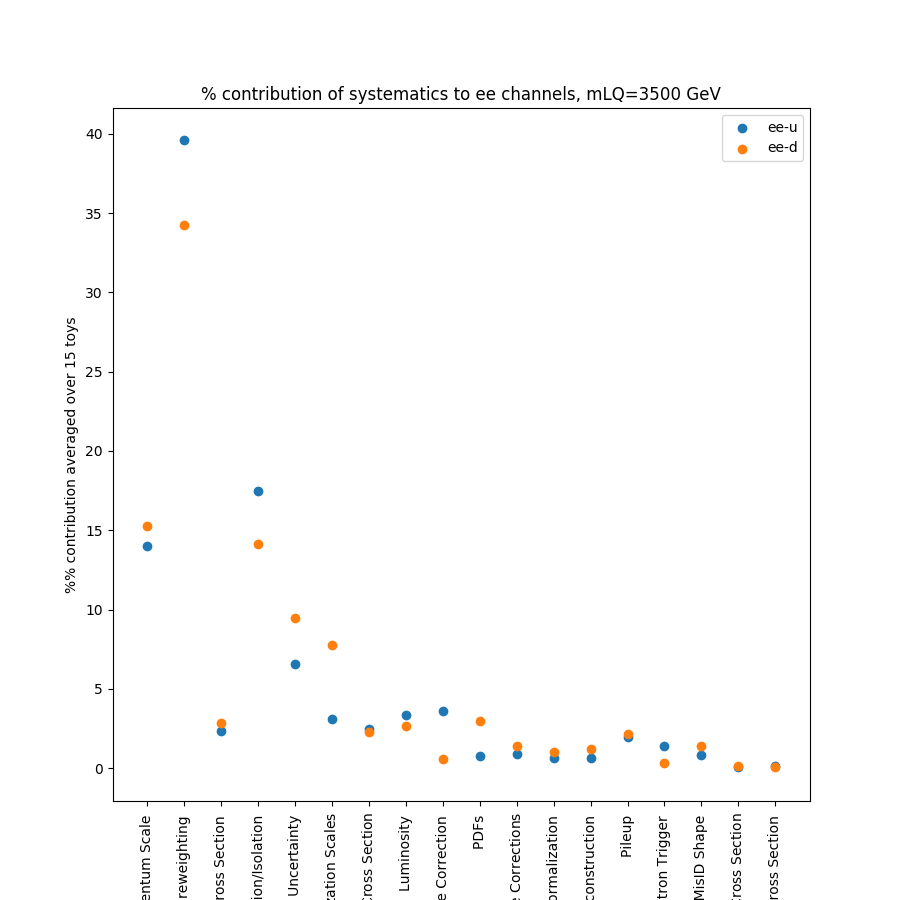 % contribution of systematics to ee channels, mLQ=3500 GeV
ee-u
ee-d
%% contribution averaged over 15 toys
40
35
30
25
20
15
10
5
0
entum Scale
reweighting
ross Section
ion/Isolation
Uncertainty
zation Scales
Cross Section
Luminosity
e Correction
PDFs
e Corrections
ormalization
construction
Pileup
tron Trigger
MisID Shape
Cross Section
ross Section